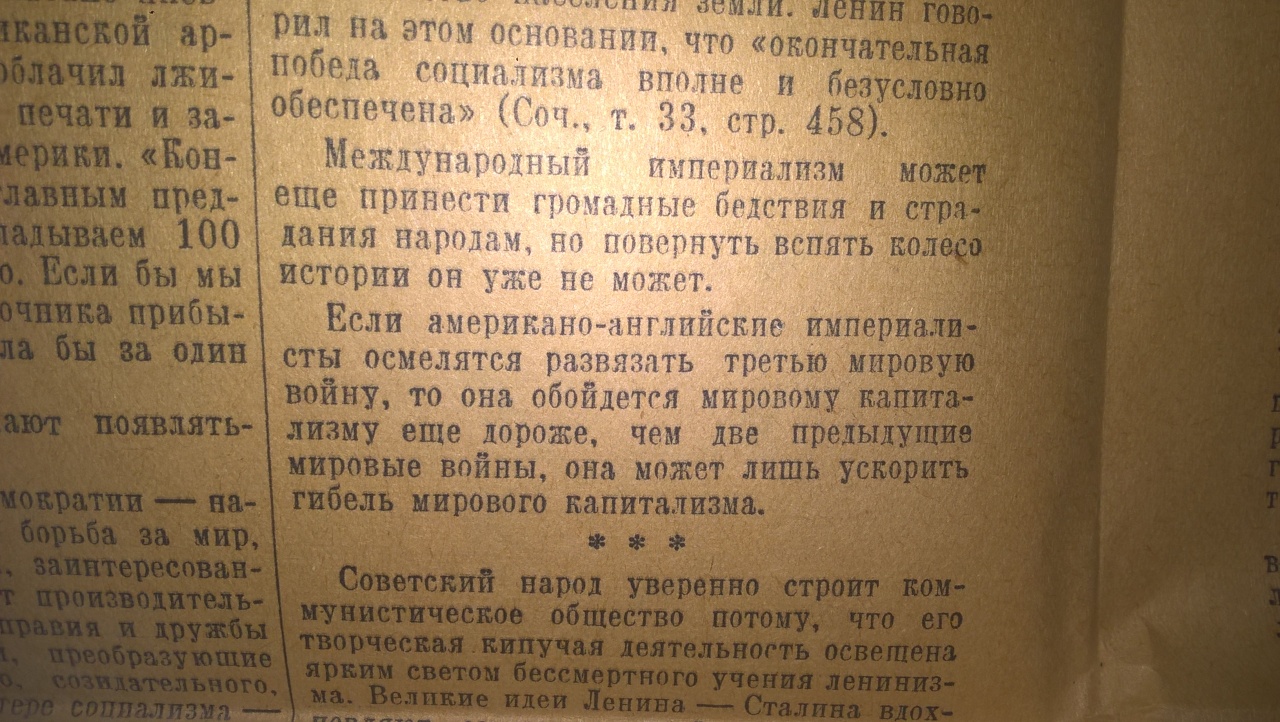 иканской ар-
облачил лжи-
печати и за-
мерики. «Кон-
главным пред-
ладываем 100
о. Если бы мы
очника прибы-
ла бы за один
ают появлять-
мократии — на-
борьба за мир,
заинтересован-
т производитель-
правия и дружбы
преобразующие
о, созидательного,
гере социализма —
населения земли. Ленин гово-
рил на этом основании, что «окончательная
победа социализма вполне и безусловно
обеспечена» (Соч., т. 33, стр. 458).
Международный империализм может
еще принести громадные бедствия и стра-
дания народам, но повернуть вспять колесо
истории он уже не может.
Если американо-английские империали-
сты осмелятся развязать третью мировую
войну, то она обойдется мировому капита-
лизму еще дороже, чем две предыдущие
мировые войны, она может лишь ускорить
гибель мирового капитализма.
* * *
Советский народ уверенно строит ком-
мунистическое общество потому, что его
творческая кипучая деятельность освещена
ярким светом бессмертного учения лениниз-
ма. Великие идеи Ленина — Сталина вдох-